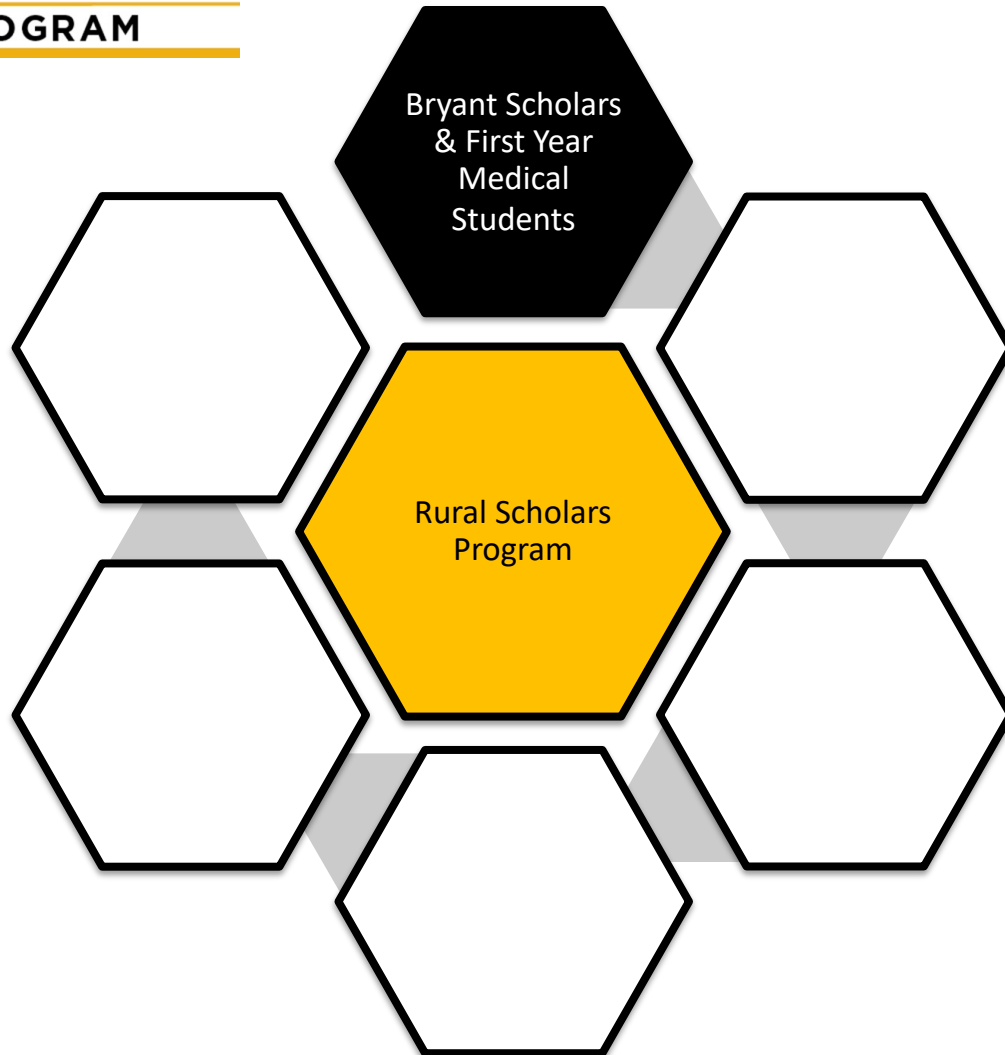 OGRAM
Bryant Scholars
& First Year
Medical
Students
Rural Scholars
Program